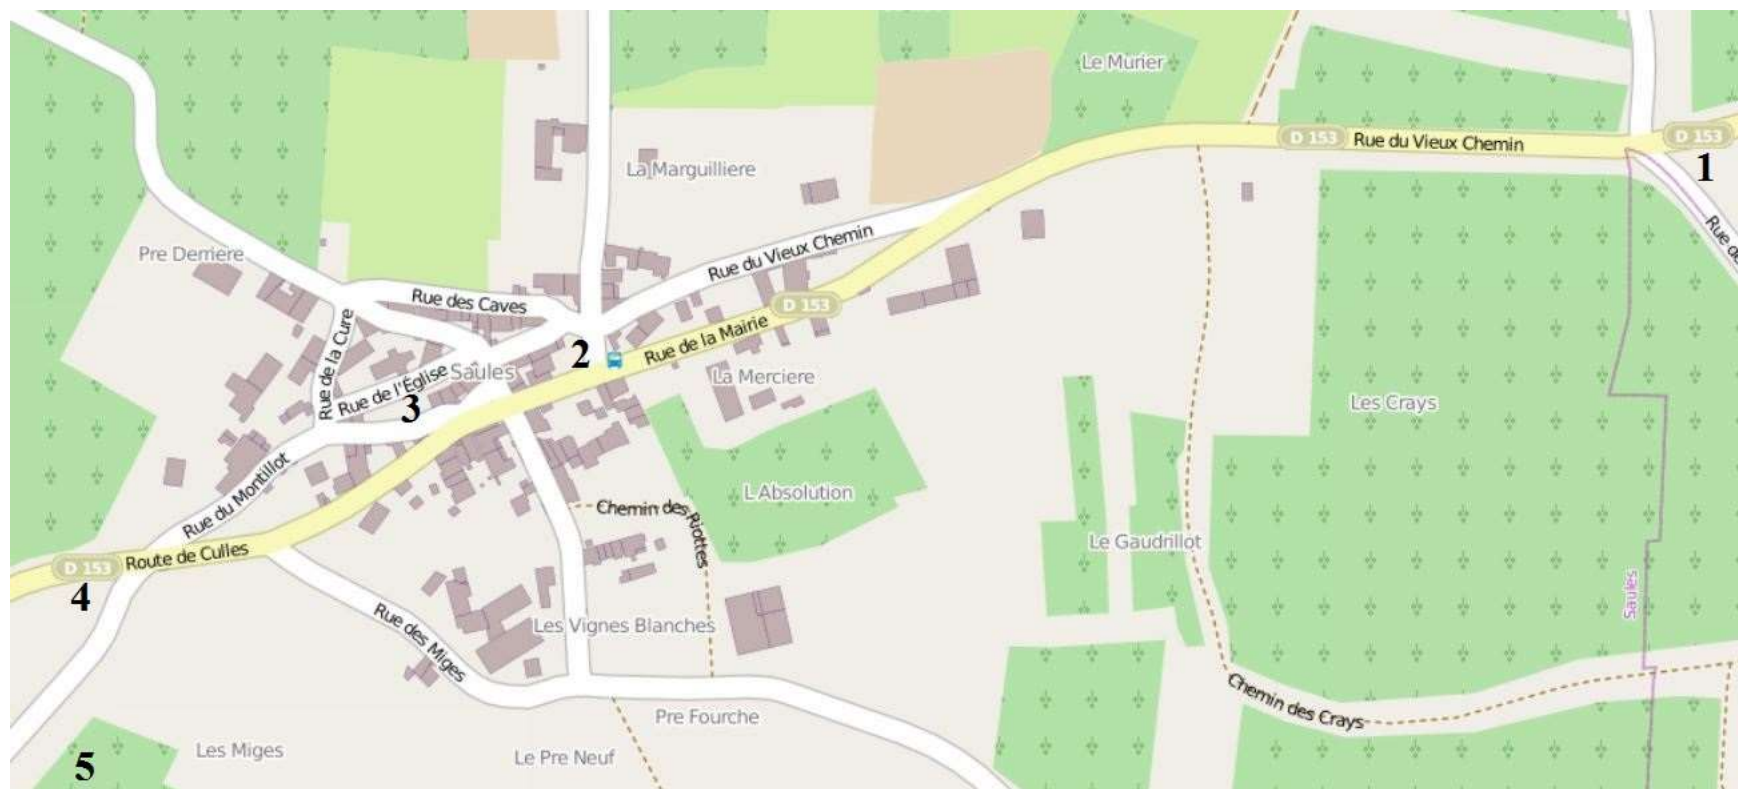 Le Murier
D 153
Rue du Vieux Chemin
D 153
1
La Marguilliere
Rue du
Pre Derriere
Rue du Vieux Chemin
Rue des Caves
D 153
Rue de la Cure
Rue de la Mairie
2
Rue de l'Église
Saules
La Merciere
3
Les Crays
Rue du Montillot
L Absolution
Chemin des Riottes
Le Gaudrillot
Route de Culles
D 153
4
Saules
Rue des Miges
Les Vignes Blanches
Chemin des Crays
Pre Fourche
Les Miges
Le Pre Neuf
5